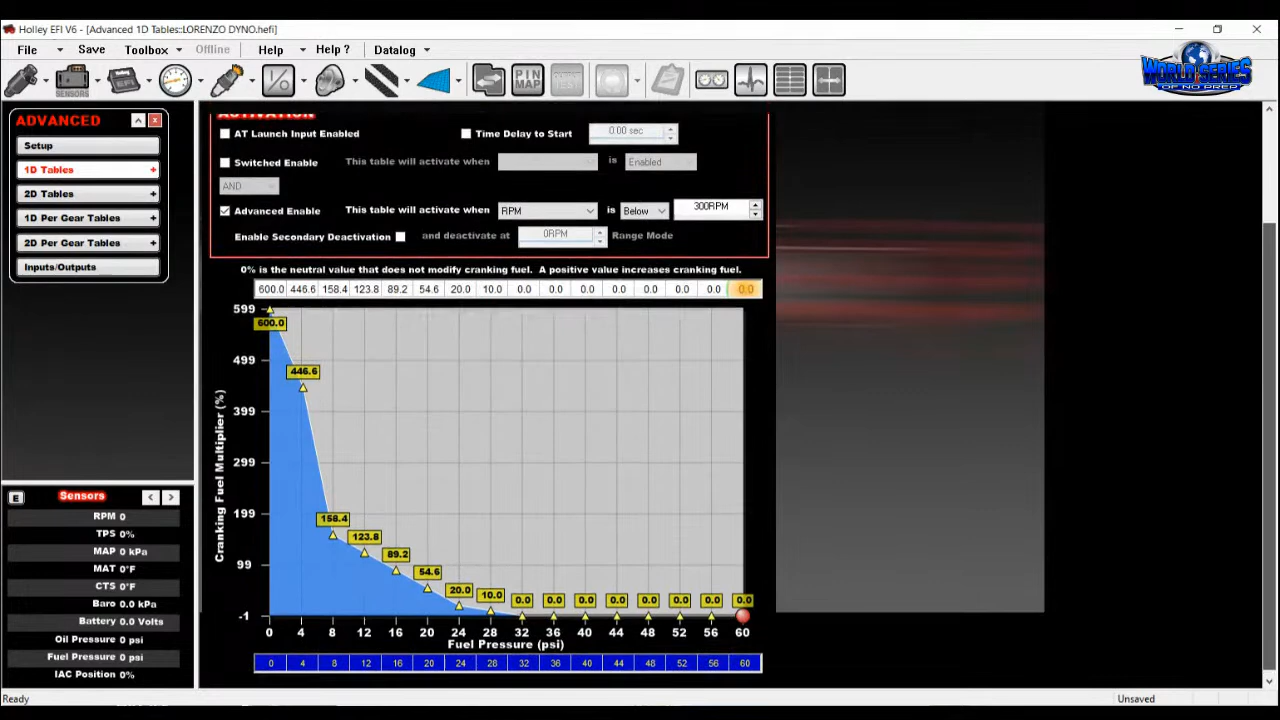 Holley EFI V6 - [Advanced 1D Tables::LORENZO DYNO.hefi]
File Save Toolbox Offline Help Help ? Datalog
SENSORS
PIN MAP
OUTPUT TEST
WORLD SERIES
OF NO PREP
ADVANCED
Setup
1D Tables +
2D Tables +
1D Per Gear Tables +
2D Per Gear Tables +
Inputs/Outputs
ACTIVATION
AT Launch Input Enabled Time Delay to Start 0.00 sec
Switched Enable This table will activate when is Enabled
AND
Advanced Enable This table will activate when RPM is Below 300RPM
Enable Secondary Deactivation and deactivate at 0RPM Range Mode
0% is the neutral value that does not modify cranking fuel. A positive value increases cranking fuel.
600.0 446.6 158.4 123.8 89.2 54.6 20.0 10.0 0.0 0.0 0.0 0.0 0.0 0.0 0.0 0.0
Cranking Fuel Multiplier (%)
599
499
399
299
199
99
-1
600.0 446.6 158.4 123.8 89.2 54.6 20.0 10.0 0.0 0.0 0.0 0.0 0.0 0.0 0.0 0.0
0 4 8 12 16 20 24 28 32 36 40 44 48 52 56 60
Fuel Pressure (psi)
0 4 8 12 16 20 24 28 32 36 40 44 48 52 56 60
E Sensors < >
RPM 0
TPS 0%
MAP 0 kPa
MAT 0°F
CTS 0°F
Baro 0.0 kPa
Battery 0.0 Volts
Oil Pressure 0 psi
Fuel Pressure 0 psi
IAC Position 0%
Ready Unsaved